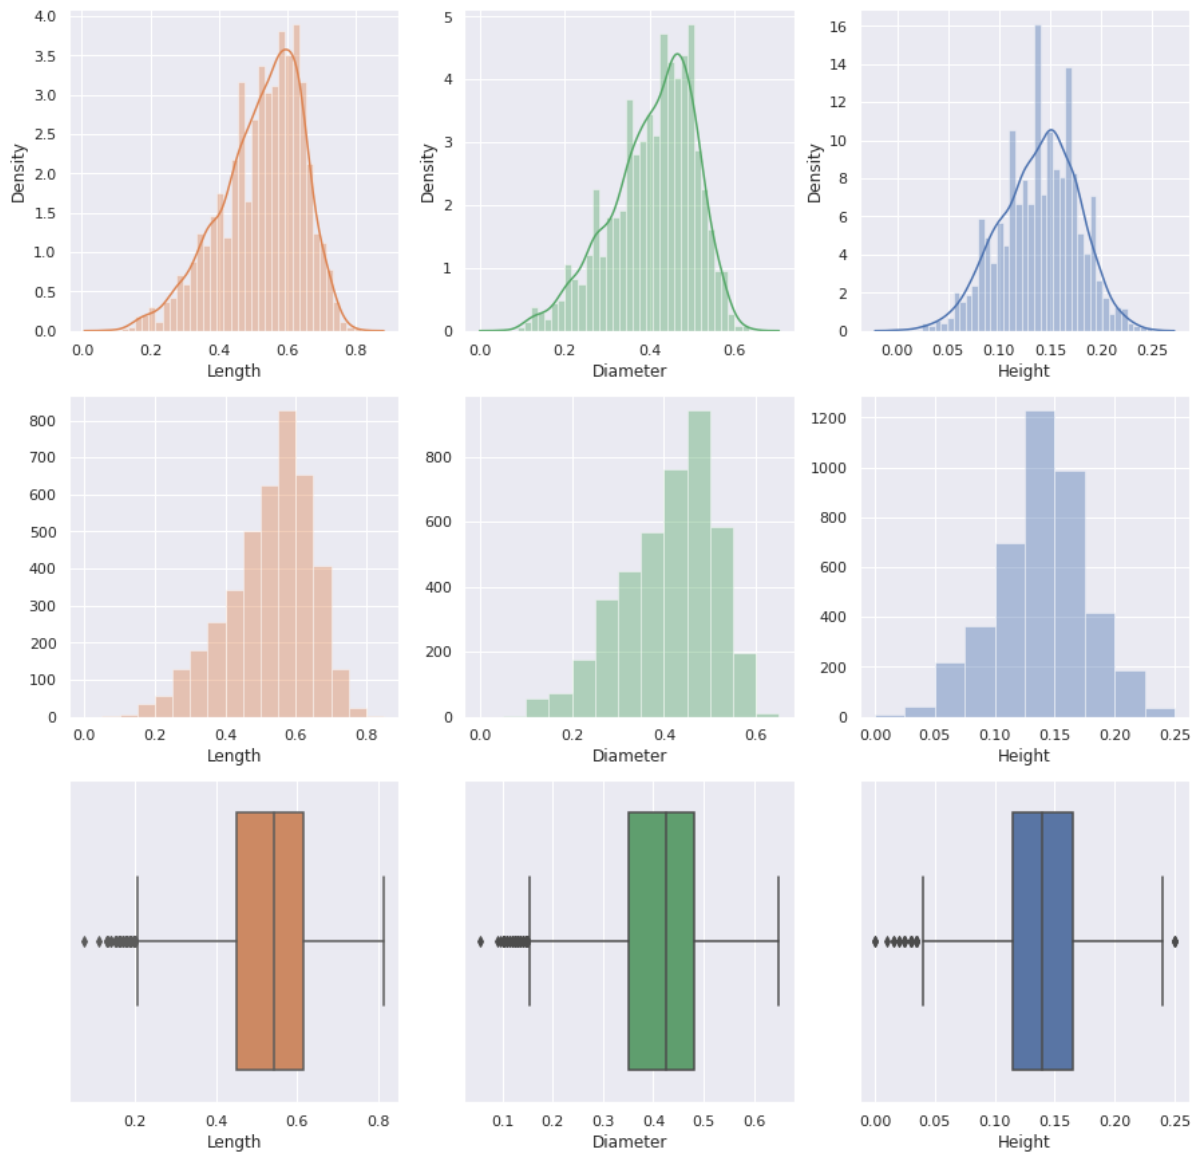 4.0
3.5
3.0
2.5
2.0
1.5
1.0
0.5
0.0
Density
0.0 0.2 0.4 0.6 0.8
Length
5
4
3
2
1
0
Density
0.0 0.2 0.4 0.6
Diameter
16
14
12
10
8
6
4
2
0
Density
0.00 0.05 0.10 0.15 0.20 0.25
Height
800
700
600
500
400
300
200
100
0
0.0 0.2 0.4 0.6 0.8
Length
800
600
400
200
0
0.0 0.2 0.4 0.6
Diameter
1200
1000
800
600
400
200
0
0.00 0.05 0.10 0.15 0.20 0.25
Height
0.2 0.4 0.6 0.8
Length
0.1 0.2 0.3 0.4 0.5 0.6
Diameter
0.00 0.05 0.10 0.15 0.20 0.25
Height